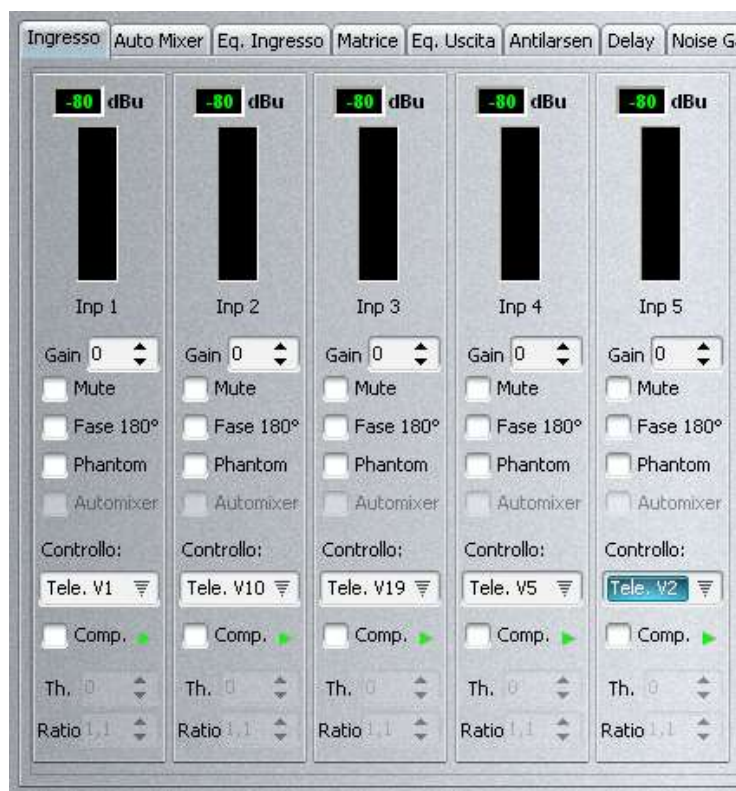 Ingresso Auto Mixer Eq. Ingresso Matrice Eq. Uscita Antilarsen Delay Noise
-80 dBu -80 dBu -80 dBu -80 dBu -80 dBu
Inp 1 Inp 2 Inp 3 Inp 4 Inp 5
Gain 0 Gain 0 Gain 0 Gain 0 Gain 0
Mute Mute Mute Mute Mute
Fase 180° Fase 180° Fase 180° Fase 180° Fase 180°
Phantom Phantom Phantom Phantom Phantom
Automixer Automixer Automixer Automixer Automixer
Controllo: Controllo: Controllo: Controllo: Controllo:
Tele. V1 Tele. V10 Tele. V19 Tele. V5 Tele. V2
Comp. Comp. Comp. Comp. Comp.
Th. 0 Th. 0 Th. 0 Th. 0 Th. 0
Ratio 1,1 Ratio 1,1 Ratio 1,1 Ratio 1,1 Ratio 1,1